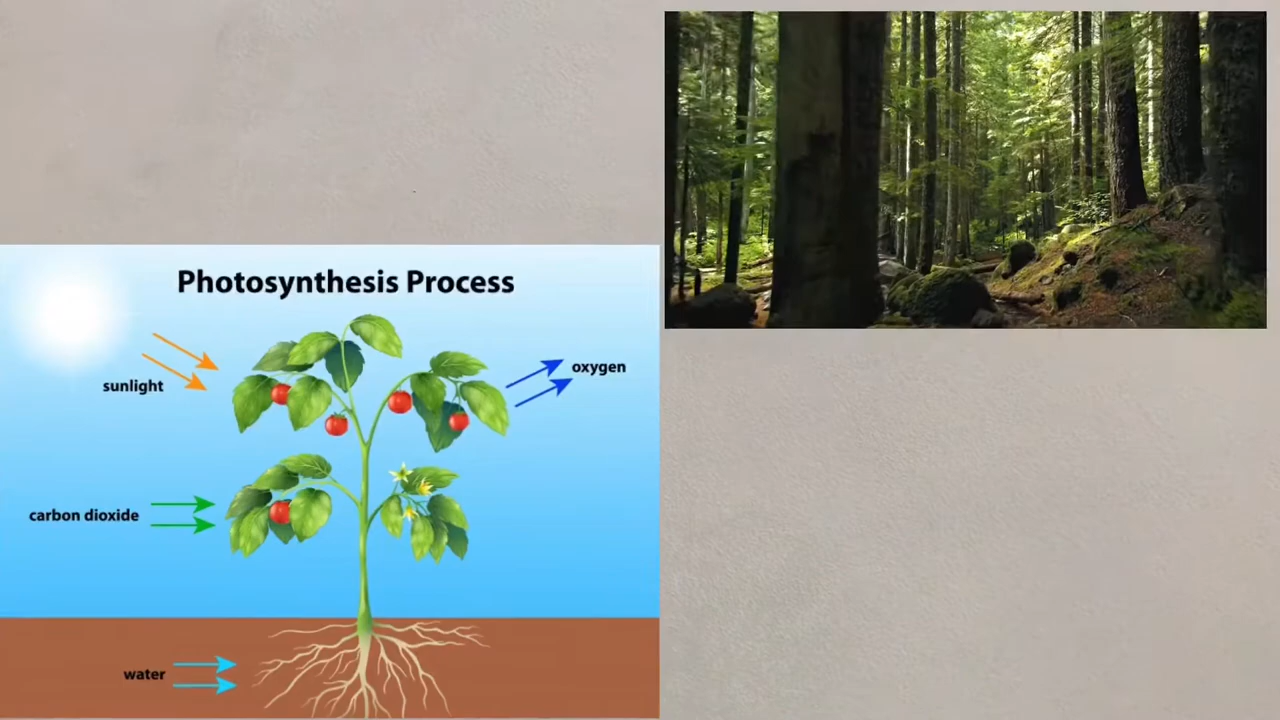 Photosynthesis Process
sunlight
oxygen
carbon dioxide
water